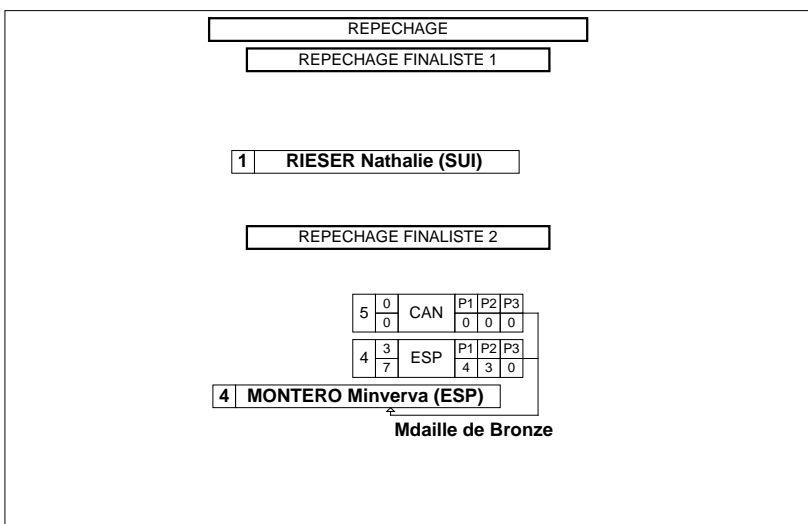 REPECHAGE
REPECHAGE FINALISTE 1
1 RIESER Nathalie (SUI)
REPECHAGE FINALISTE 2
5 0 CAN P1 P2 P3
0 0 0 0
4 3 ESP P1 P2 P3
7 4 3 0
4 MONTERO Minverva (ESP)
Mdaille de Bronze